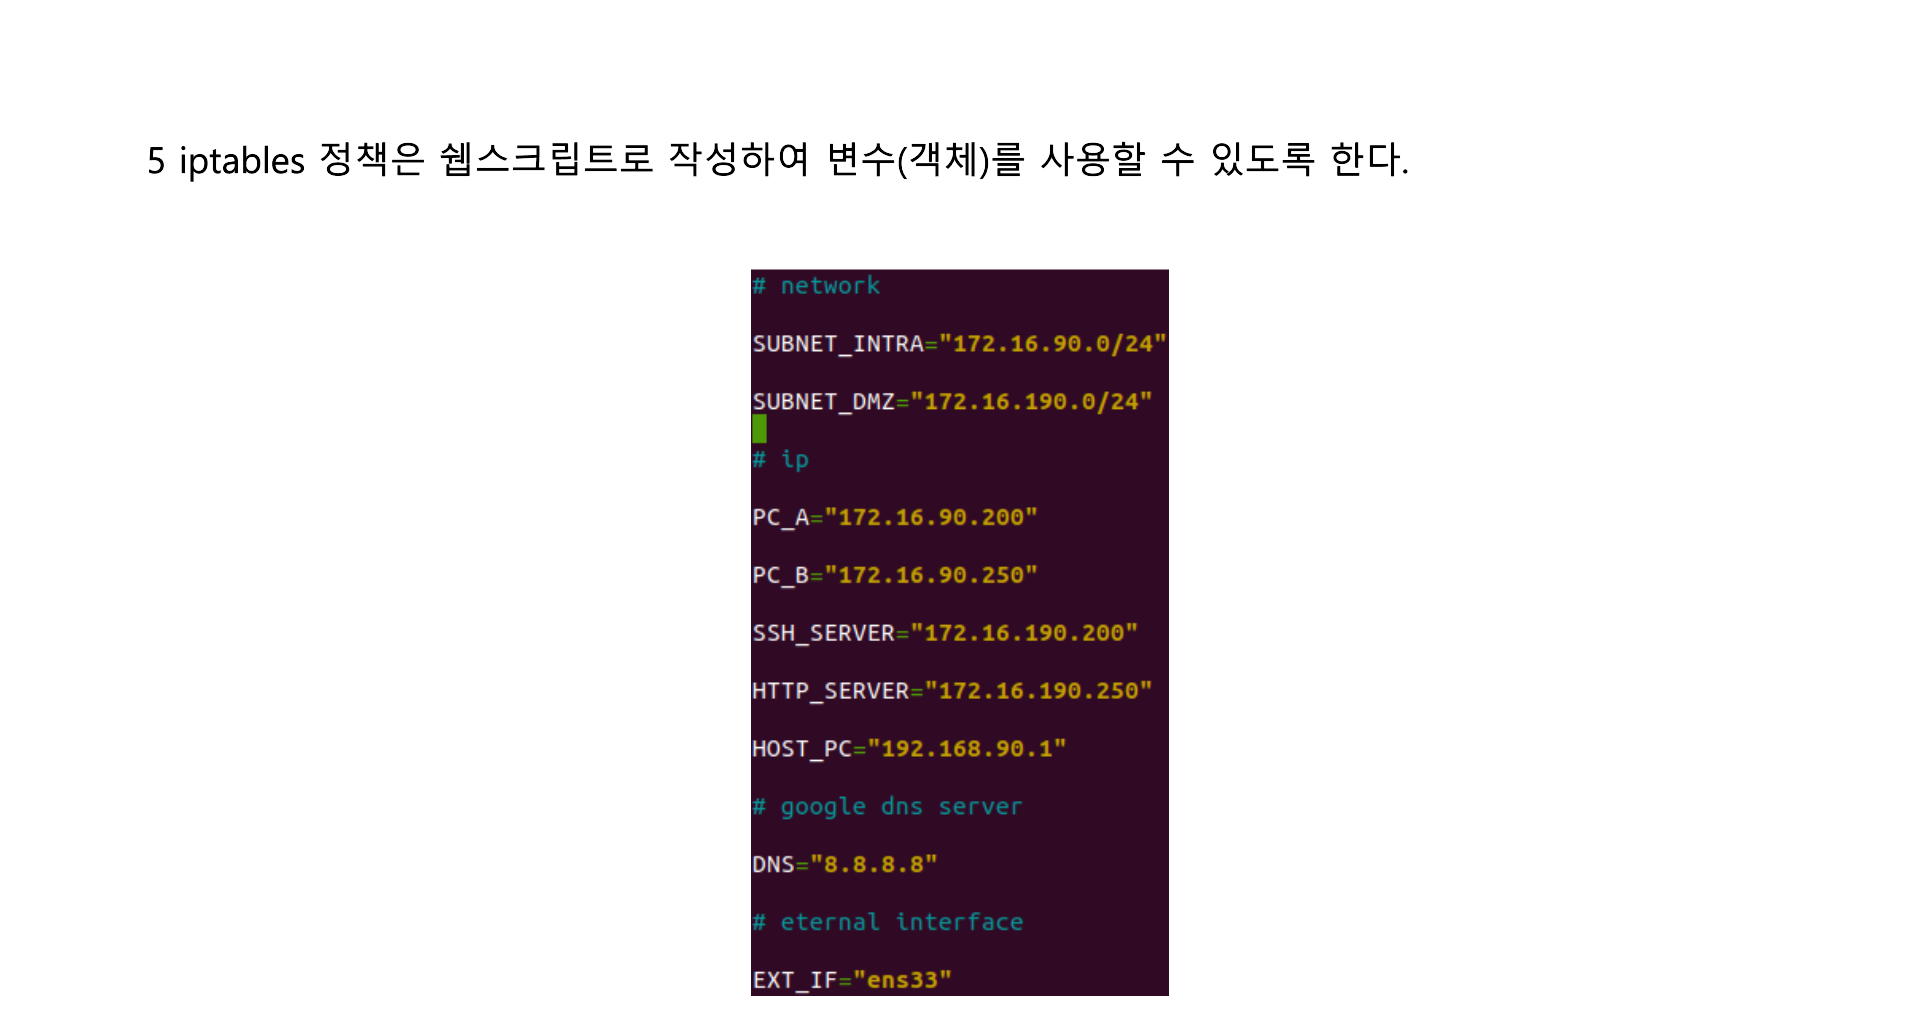 5 iptables 정책은 쉡스크립트로 작성하여 변수(객체)를 사용할 수 있도록 한다.
# network
SUBNET_INTRA="172.16.90.0/24"
SUBNET_DMZ="172.16.190.0/24"
# ip
PC_A="172.16.90.200"
PC_B="172.16.90.250"
SSH_SERVER="172.16.190.200"
HTTP_SERVER="172.16.190.250"
HOST_PC="192.168.90.1"
# google dns server
DNS="8.8.8.8"
# eternal interface
EXT_IF="ens33"